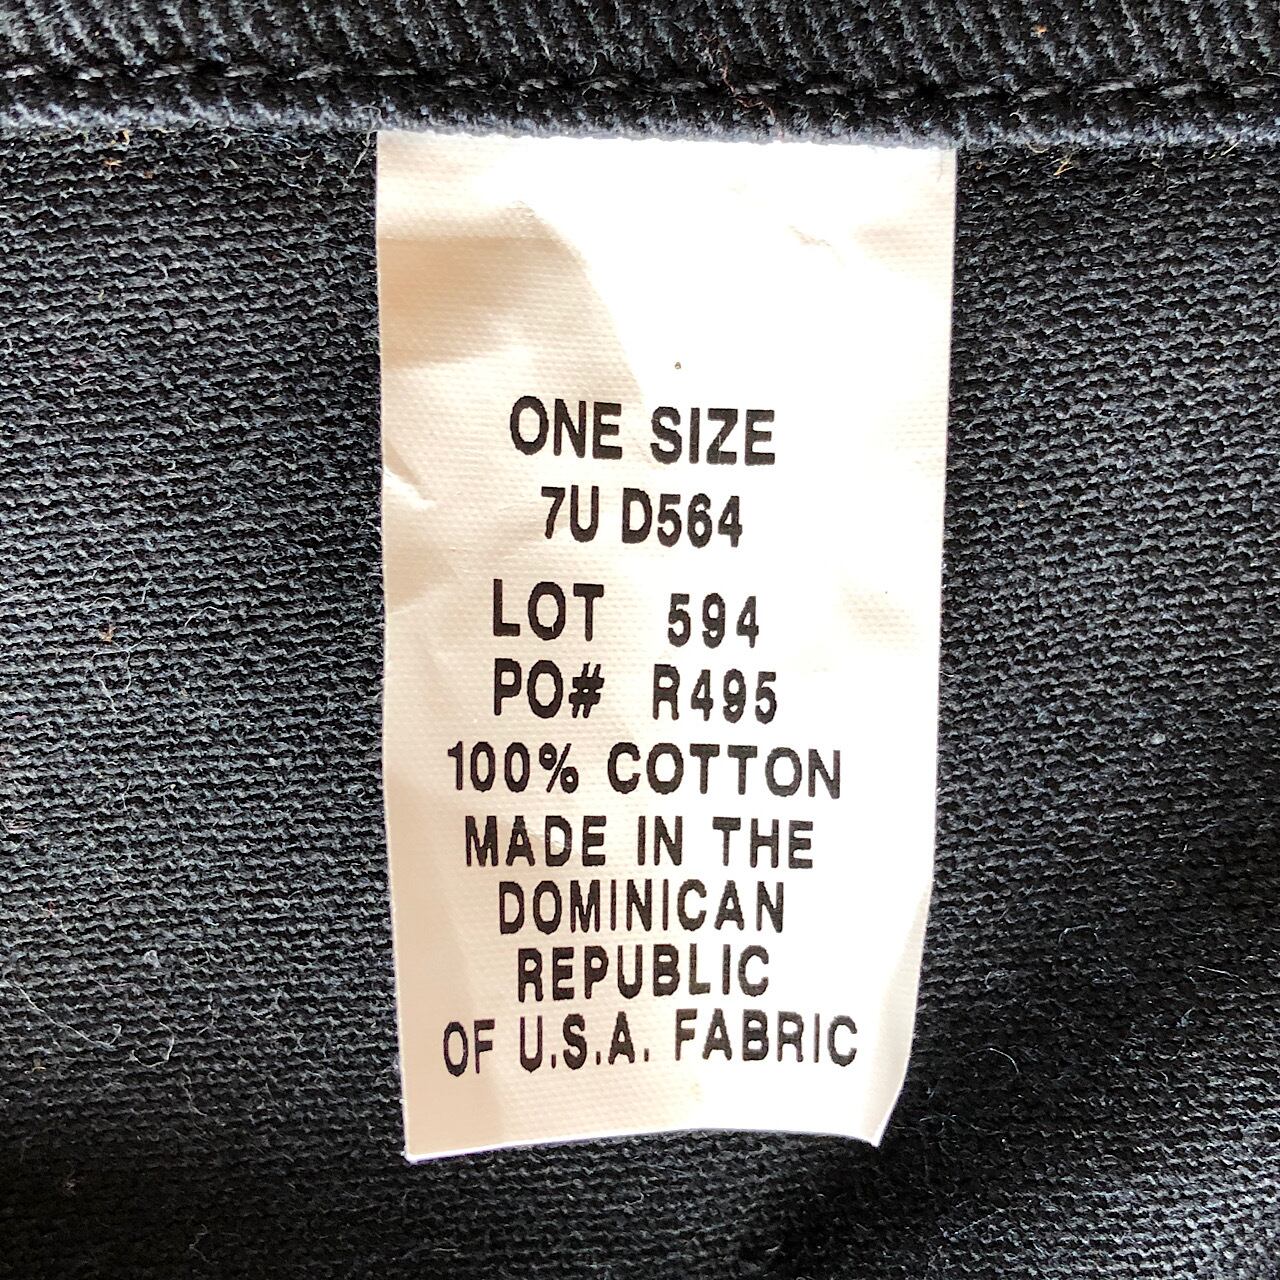 ONE SIZE
7U D564
LOT 594
PO# R495
100% COTTON
MADE IN THE
DOMINICAN
REPUBLIC
OF U.S.A. FABRIC